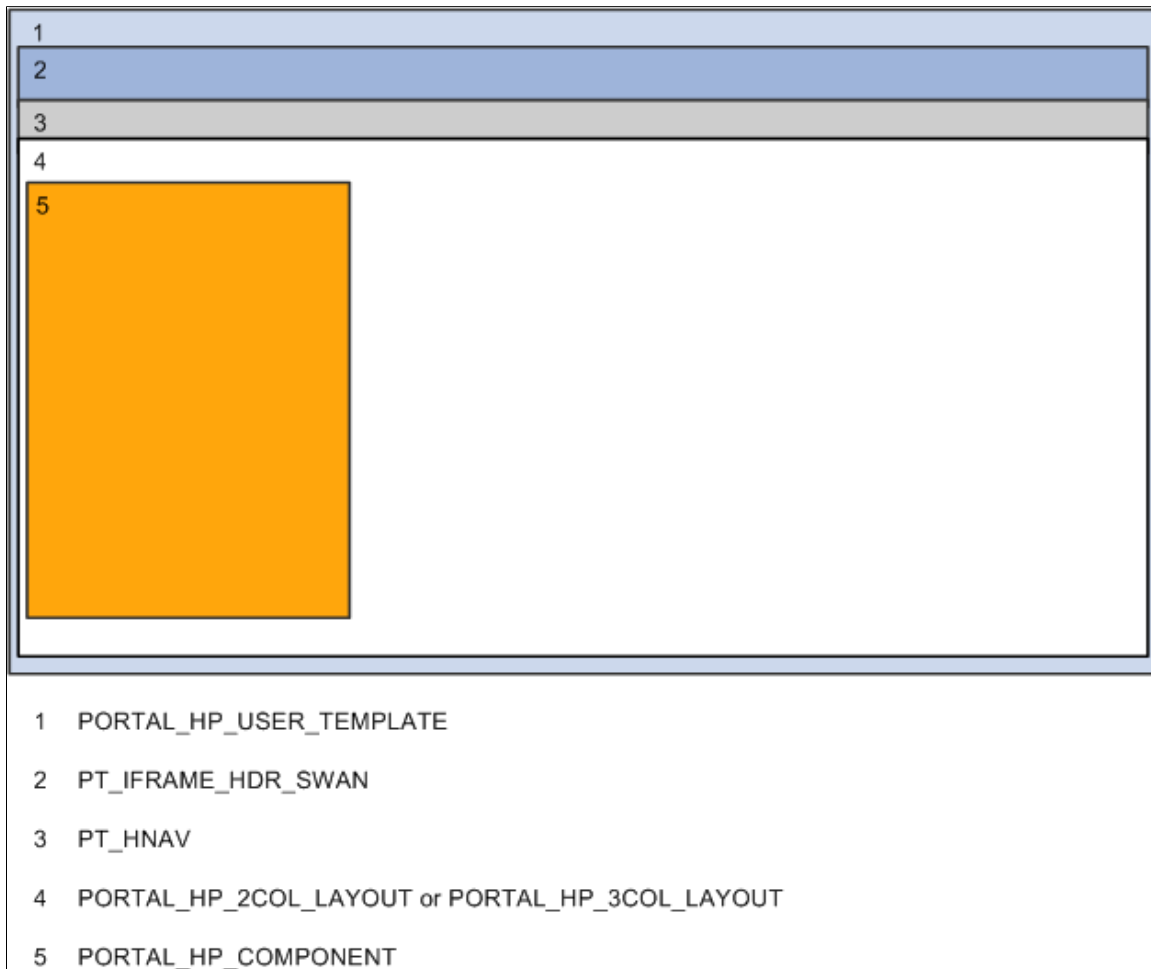 1
2
3
4
5
1 PORTAL_HP_USER_TEMPLATE
2 PT_IFRAME_HDR_SWAN
3 PT_HNAV
4 PORTAL_HP_2COL_LAYOUT or PORTAL_HP_3COL_LAYOUT
5 PORTAL_HP_COMPONENT